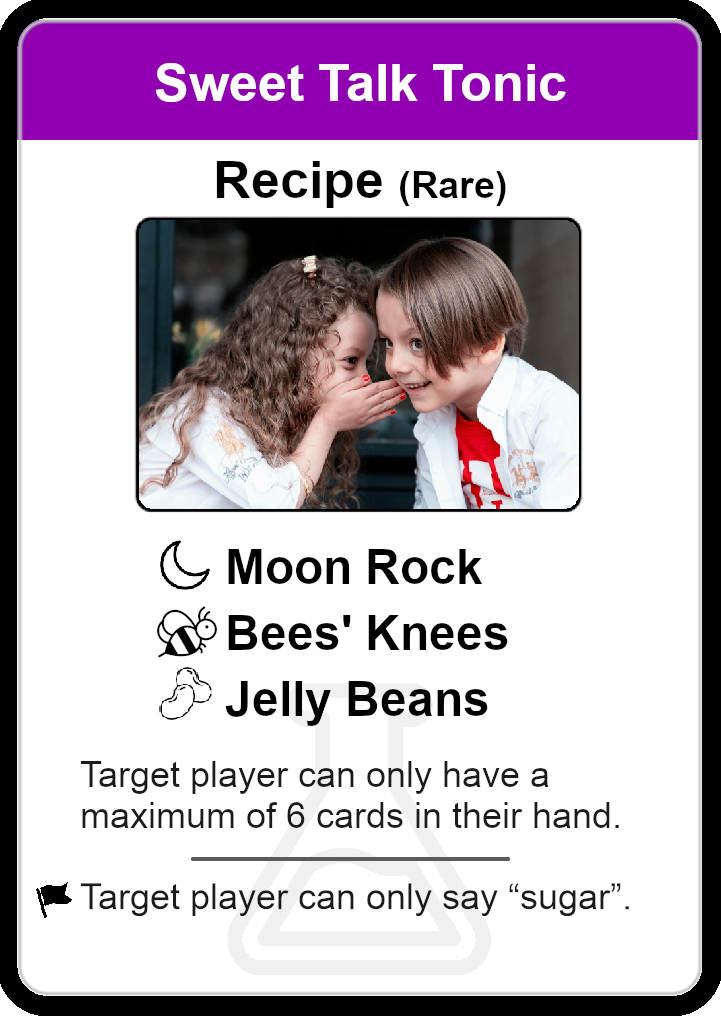 Sweet Talk Tonic
Recipe (Rare)
Moon Rock
Bees' Knees
Jelly Beans
Target player can only have a
maximum of 6 cards in their hand.
Target player can only say “sugar”.